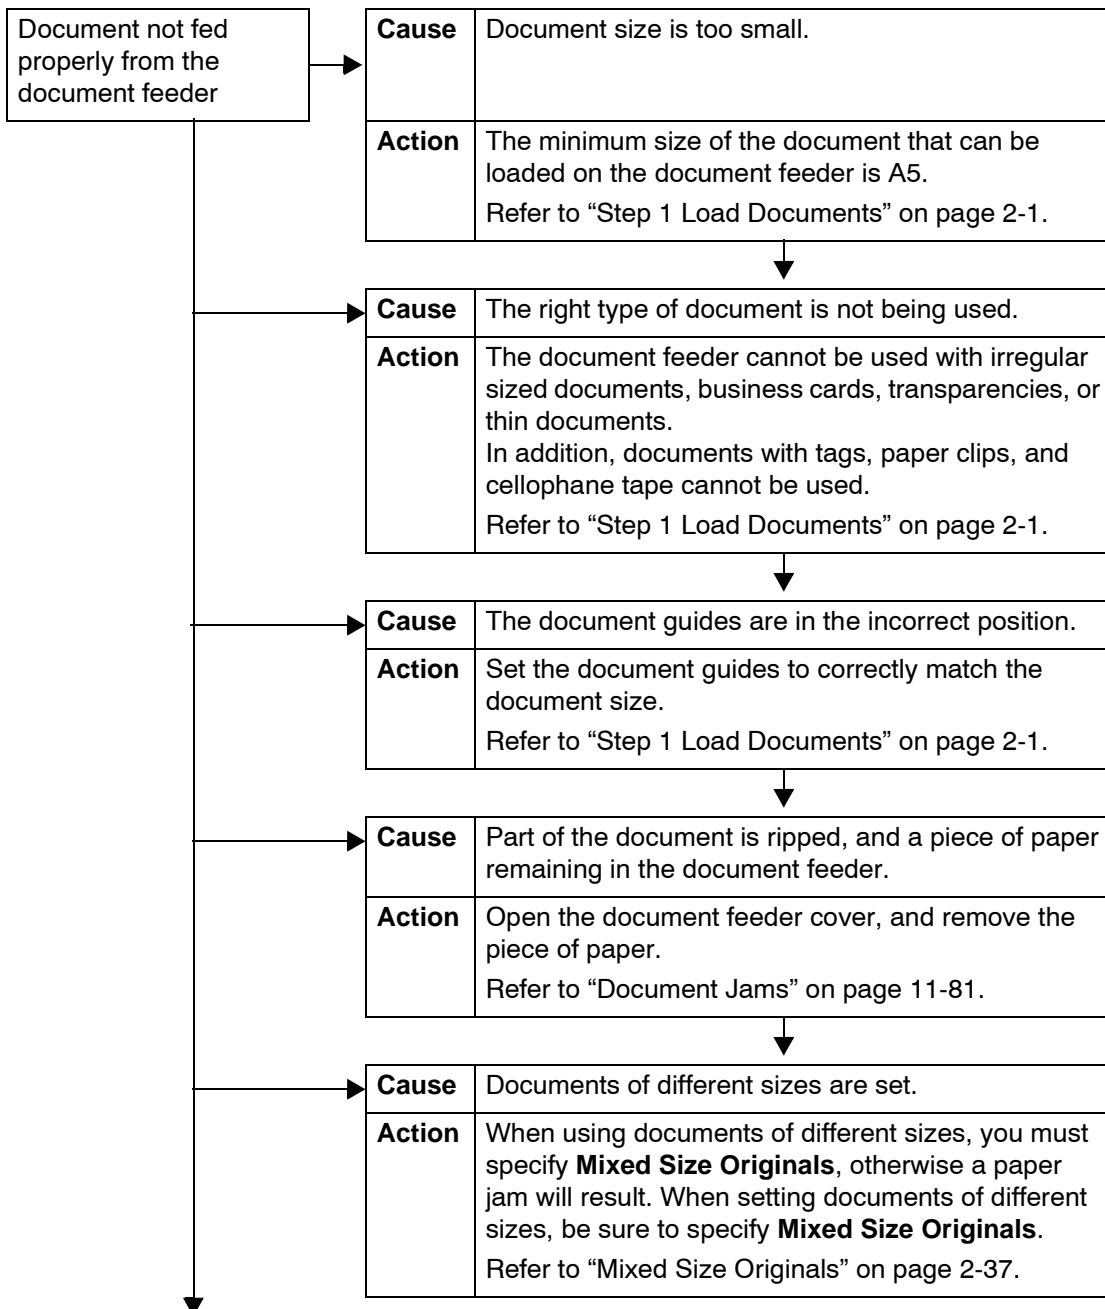 Document not fed
properly from the
document feeder
Cause
Document size is too small.
Action
The minimum size of the document that can be
loaded on the document feeder is A5.
Refer to “Step 1 Load Documents” on page 2-1.
Cause
The right type of document is not being used.
Action
The document feeder cannot be used with irregular
sized documents, business cards, transparencies, or
thin documents.
In addition, documents with tags, paper clips, and
cellophane tape cannot be used.
Refer to “Step 1 Load Documents” on page 2-1.
Cause
The document guides are in the incorrect position.
Action
Set the document guides to correctly match the
document size.
Refer to “Step 1 Load Documents” on page 2-1.
Cause
Part of the document is ripped, and a piece of paper
remaining in the document feeder.
Action
Open the document feeder cover, and remove the
piece of paper.
Refer to “Document Jams” on page 11-81.
Cause
Documents of different sizes are set.
Action
When using documents of different sizes, you must
specify Mixed Size Originals, otherwise a paper
jam will result. When setting documents of different
sizes, be sure to specify Mixed Size Originals.
Refer to “Mixed Size Originals” on page 2-37.